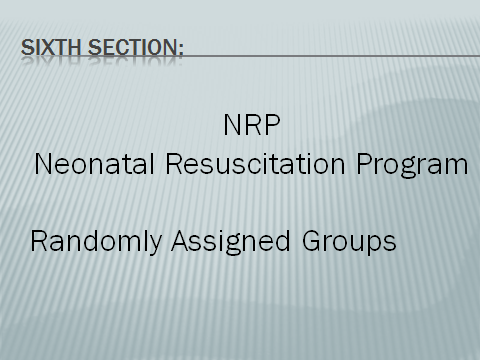 SIXTH SECTION:
NRP
Neonatal Resuscitation Program
Randomly Assigned Groups